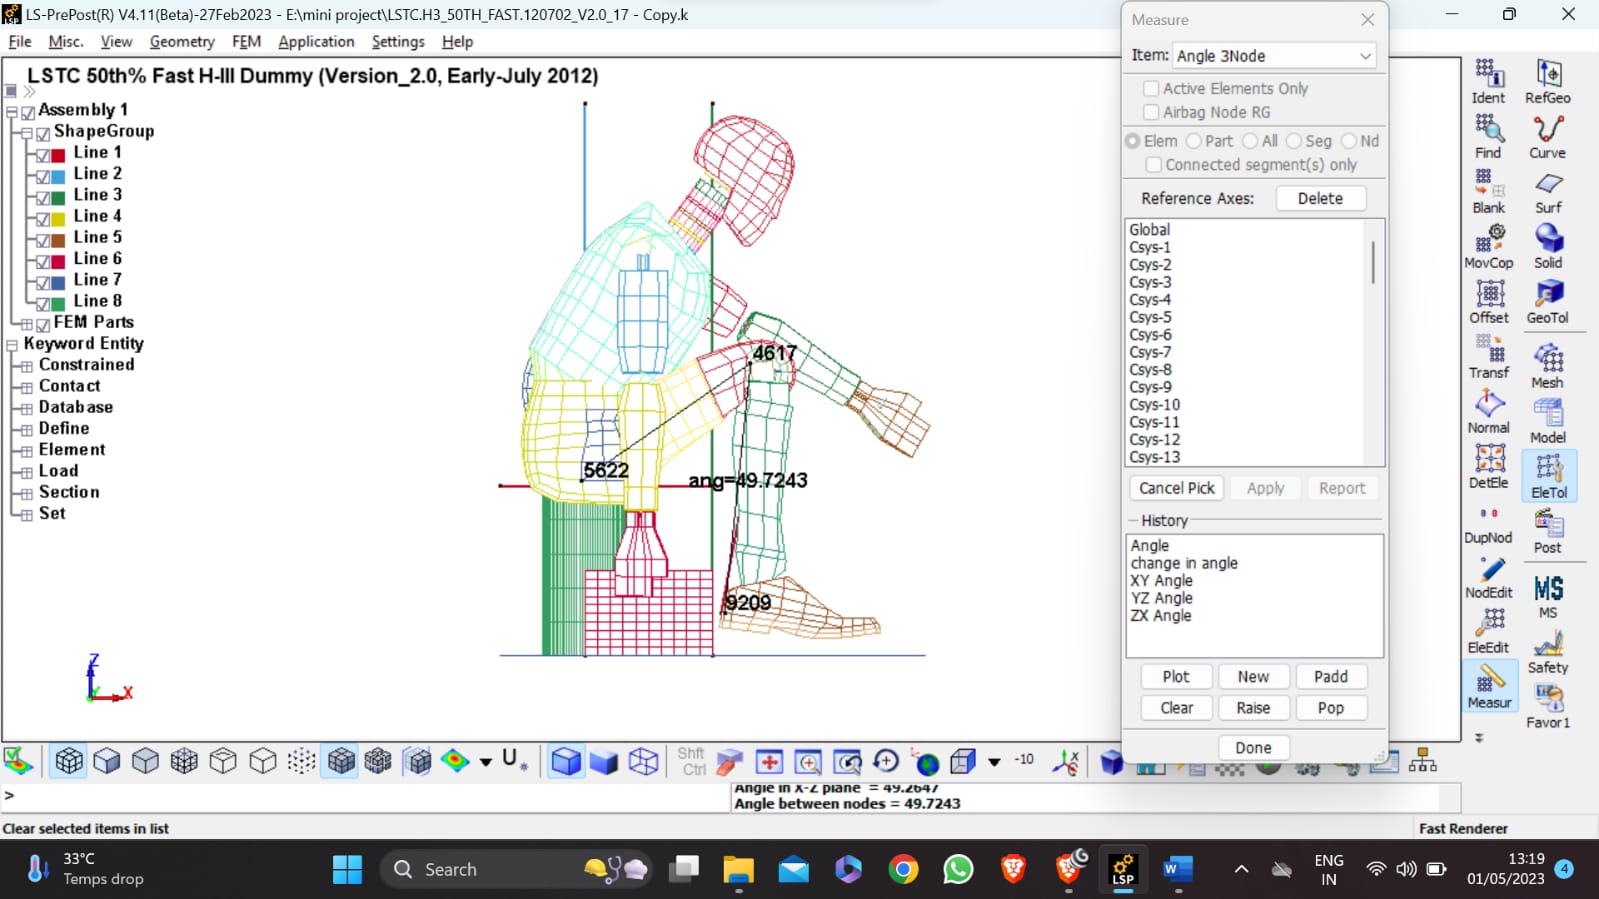 LS-PrePost(R) V4.11(Beta)-27Feb2023 - E:\mini project\LSTC.H3_50TH_FAST.120702_V2.0_17 - Copy.k
File Misc. View Geometry FEM Application Settings Help
LSTC 50th% Fast H-III Dummy (Version_2.0, Early-July 2012)
Assembly 1
ShapeGroup
Line 1
Line 2
Line 3
Line 4
Line 5
Line 6
Line 7
Line 8
FEM Parts
Keyword Entity
Constrained
Contact
Database
Define
Element
Load
Section
Set
4617
5622
ang=49.7243
9209
Z
Y
X
Measure
Item: Angle 3Node
Active Elements Only
Airbag Node RG
Elem Part All Seg Nd
Connected segment(s) only
Reference Axes: Delete
Global
Csys-1
Csys-2
Csys-3
Csys-4
Csys-5
Csys-6
Csys-7
Csys-8
Csys-9
Csys-10
Csys-11
Csys-12
Csys-13
Cancel Pick Apply Report
History
Angle
change in angle
XY Angle
YZ Angle
ZX Angle
Plot New Padd
Clear Raise Pop
Done
Ident RefGeo
Find Curve
Blank Surf
MovCop Solid
Offset GeoTol
Transf Mesh
Normal Model
DetEle EleTol
DupNod Post
NodEdit MS
MS
EleEdit Safety
Measur Favor1
U
Shft
Ctrl
-10
>
Angle in X-Z plane = 49.2647
Angle between nodes = 49.7243
Clear selected items in list
Fast Renderer
33°C
Temps drop
Search
LSP
ENG
IN
13:19
01/05/2023
4